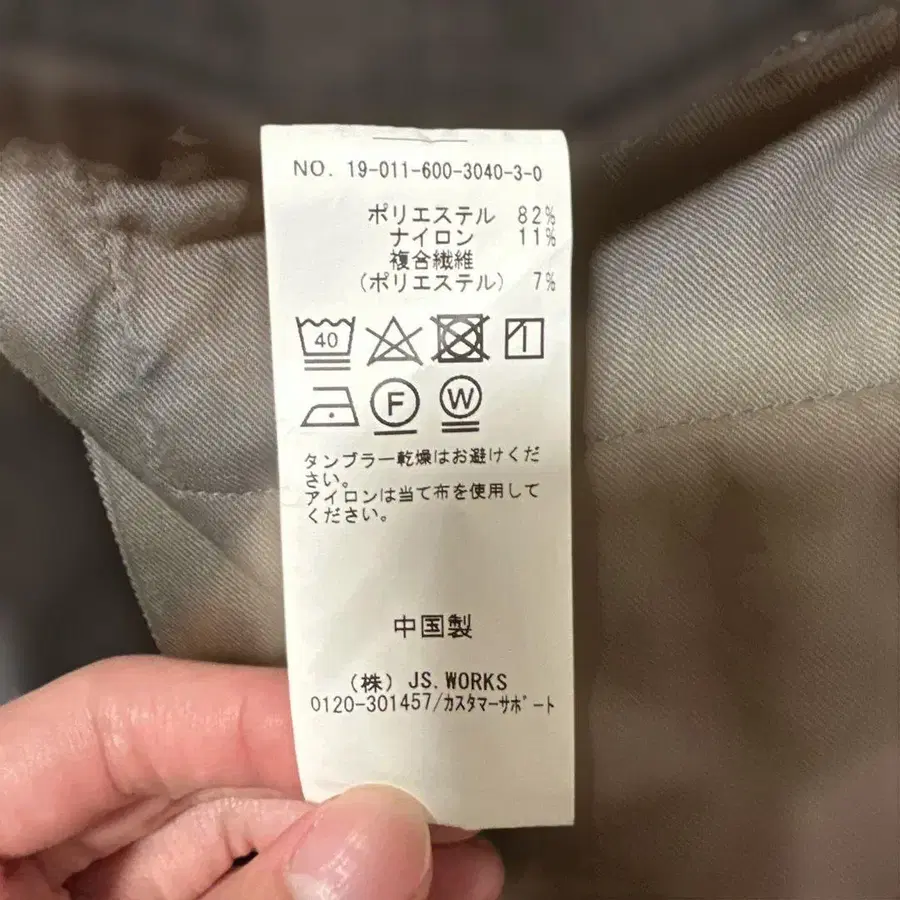 NO. 19-011-600-3040-3-0
ポリエステル 82%
ナイロン 11%
複合繊維
(ポリエステル) 7%
40
F W
タンブラー乾燥はお避けくだ
さい。
アイロンは当て布を使用して
ください。
中国製
(株) JS.WORKS
0120-301457/ｶｽﾀﾏｰｻﾎﾟｰﾄ